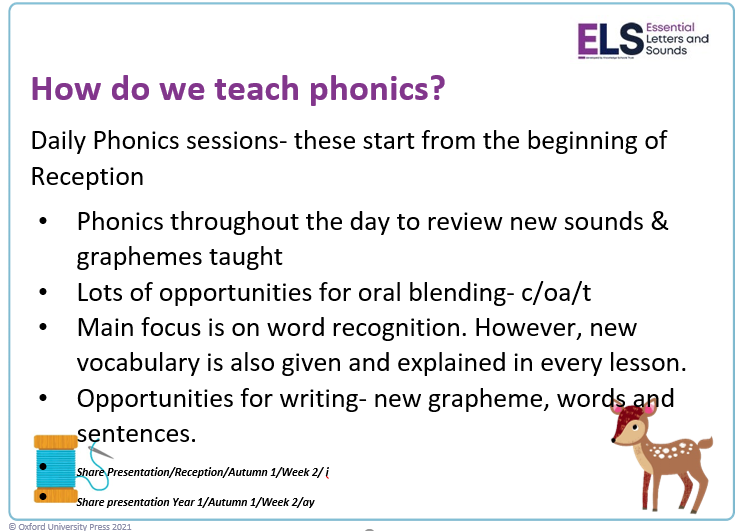 ELS Essential
Letters and
Sounds
How do we teach phonics?
Daily Phonics sessions- these start from the beginning of
Reception
• Phonics throughout the day to review new sounds &
graphemes taught
• Lots of opportunities for oral blending- c/oa/t
• Main focus is on word recognition. However, new
vocabulary is also given and explained in every lesson.
• Opportunities for writing- new grapheme, words and
sentences.
Share Presentation/Reception/Autumn 1/Week 2/ i
Share presentation Year 1/Autumn 1/Week 2/ay
© Oxford University Press 2021